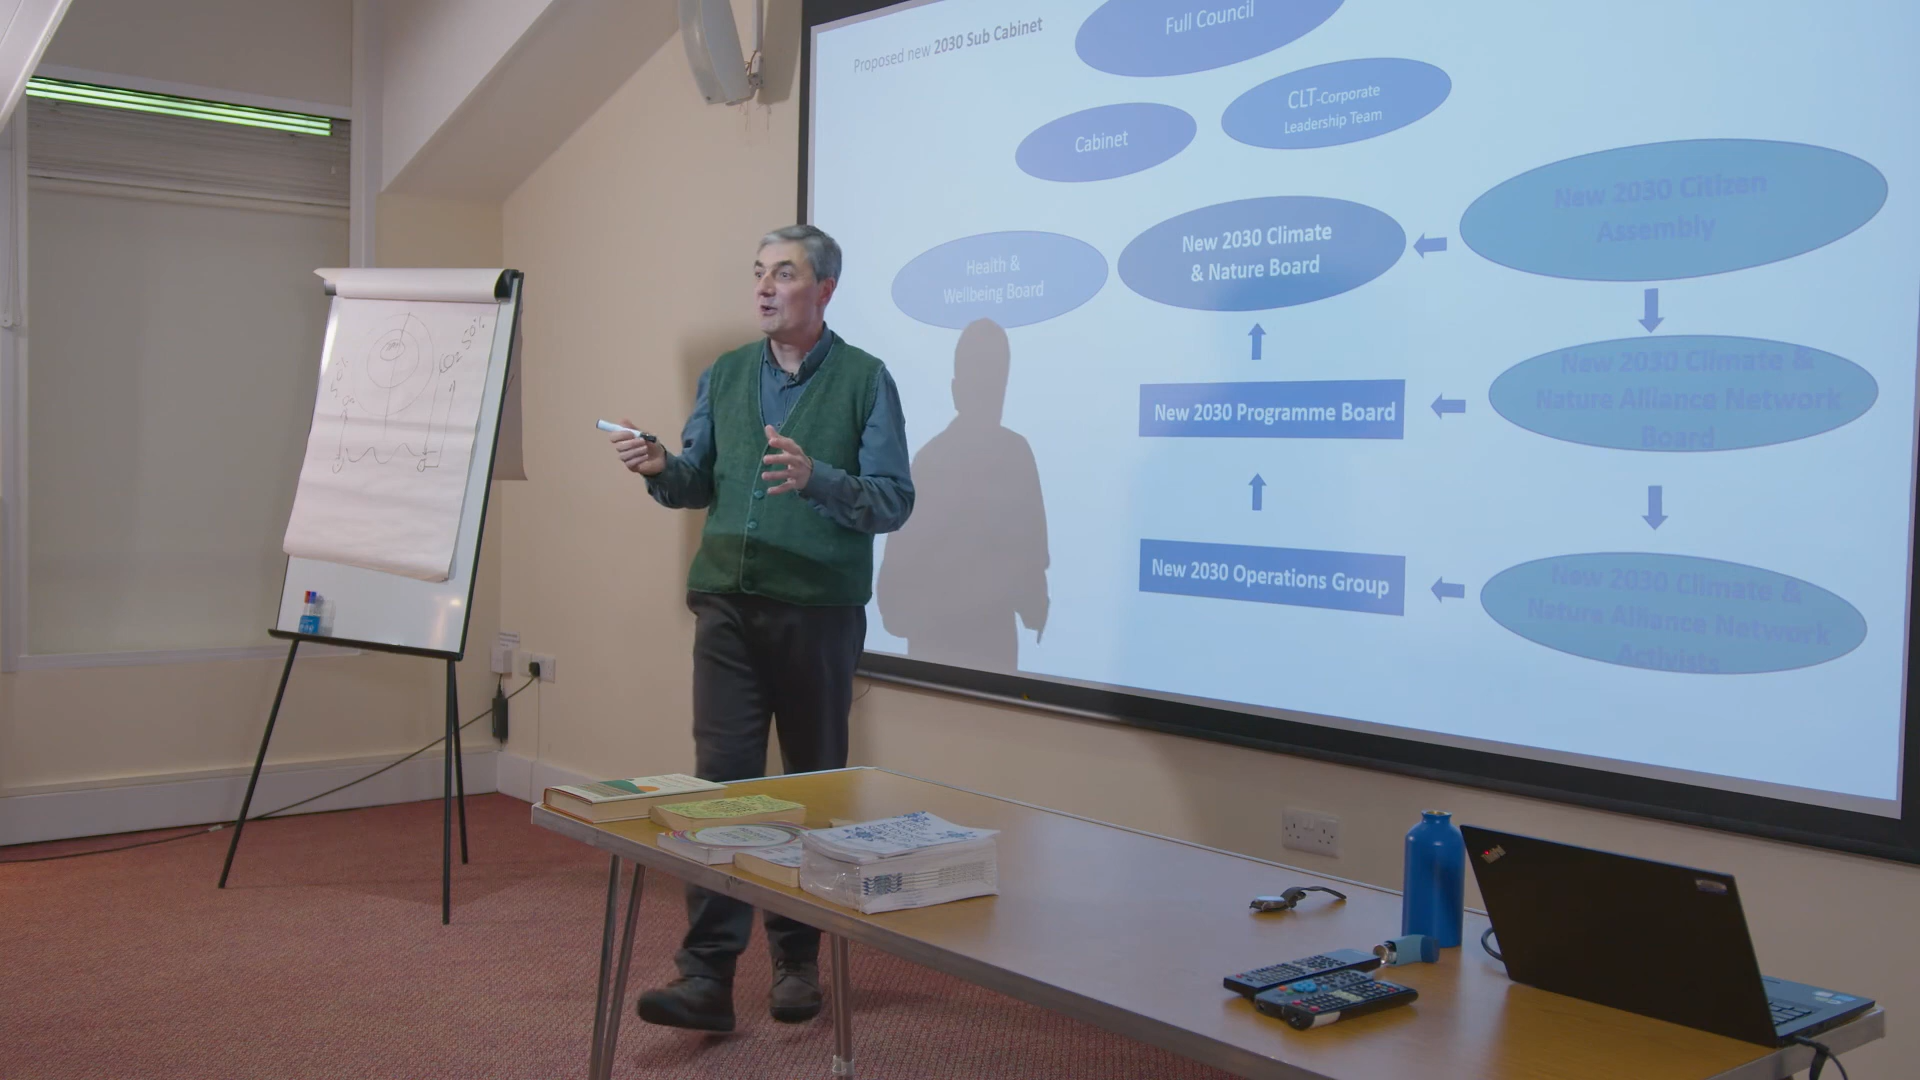 Proposed new 2030 Sub Cabinet
Full Council
CLT-Corporate
Leadership Team
Cabinet
Health &
Wellbeing Board
New 2030 Climate
& Nature Board
New 2030 Citizen
Assembly
New 2030 Programme Board
New 2030 Climate &
Nature Alliance Network
Board
New 2030 Operations Group
New 2030 Climate &
Nature Alliance Network
Activists
50%
50%